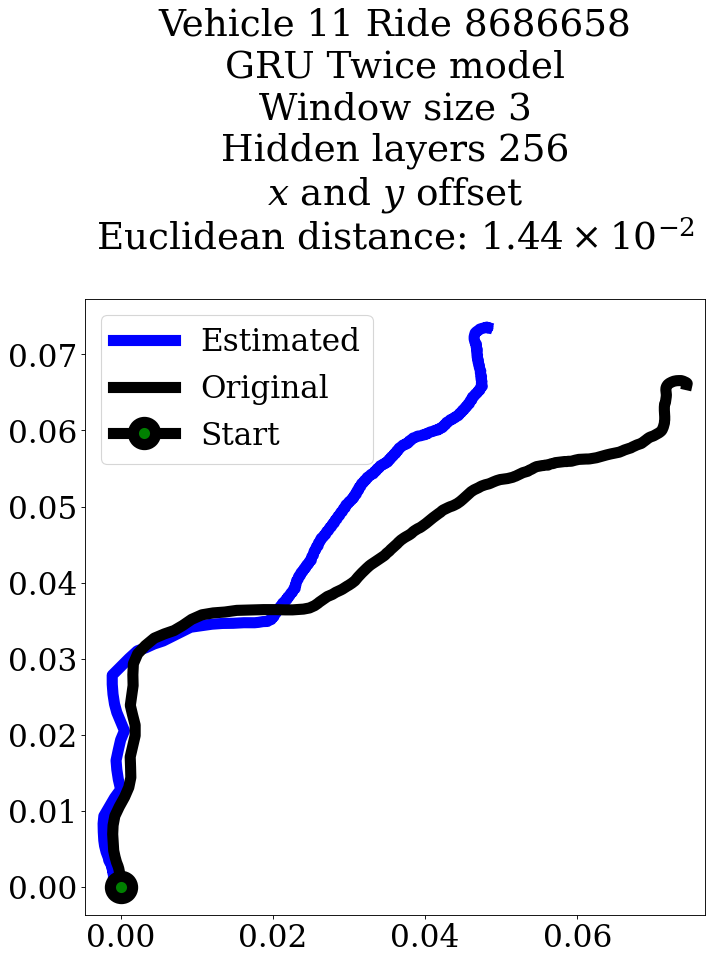 Vehicle 11 Ride 8686658
GRU Twice model
Window size 3
Hidden layers 256
x and y offset
Euclidean distance: 1.44 × 10⁻²
Estimated
Original
Start
0.07
0.06
0.05
0.04
0.03
0.02
0.01
0.00
0.00 0.02 0.04 0.06